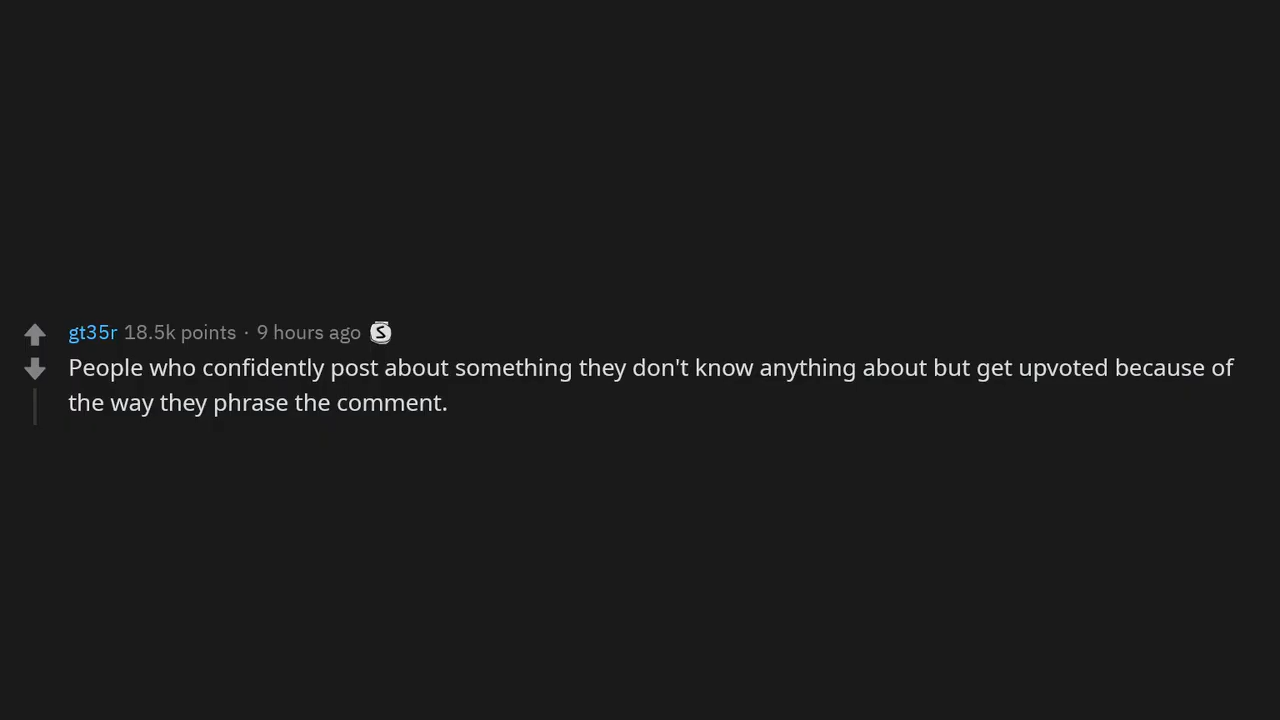 gt35r 18.5k points · 9 hours ago S
People who confidently post about something they don't know anything about but get upvoted because of
the way they phrase the comment.